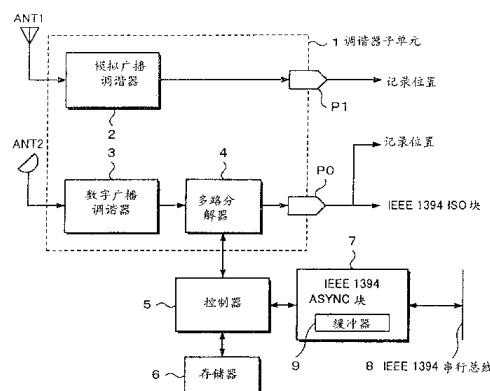 ANT1
1 调谐器子单元
模拟广播
调谐器
2
P1
记录位置
ANT2
3
4
P0
记录位置
数字广播
调谐器
多路分
解器
IEEE 1394 ISO 块
7
5
控制器
IEEE 1394
ASYNC 块
缓冲器
9
8 IEEE 1394 串行总线
6
存储器